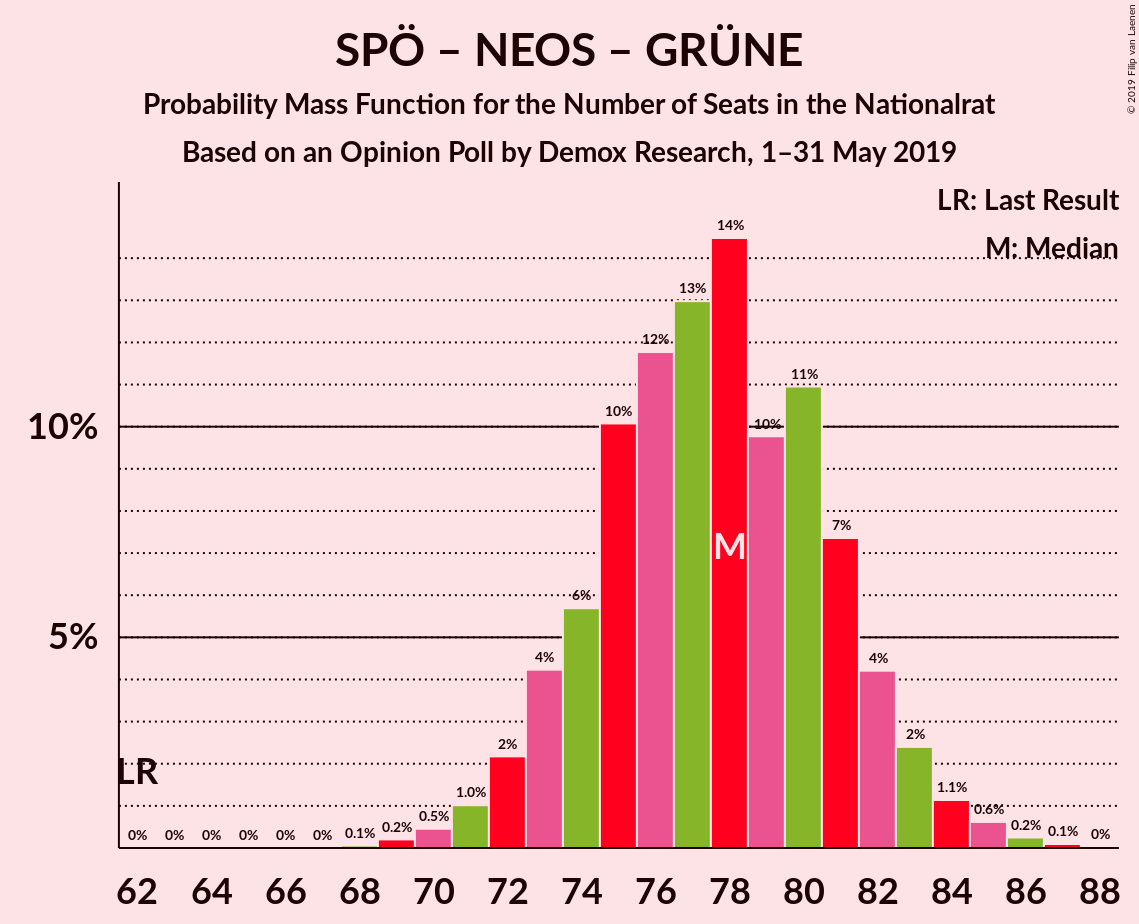 SPÖ – NEOS – GRÜNE
Probability Mass Function for the Number of Seats in the Nationalrat
Based on an Opinion Poll by Demox Research, 1–31 May 2019
© 2019 Filip van Laenen
LR: Last Result
M: Median
10%
5%
LR
M
0% 0% 0% 0% 0% 0% 0.1% 0.2% 0.5% 1.0% 2% 4% 6% 10% 12% 13% 14% 10% 11% 7% 4% 2% 1.1% 0.6% 0.2% 0.1% 0%
62 64 66 68 70 72 74 76 78 80 82 84 86 88